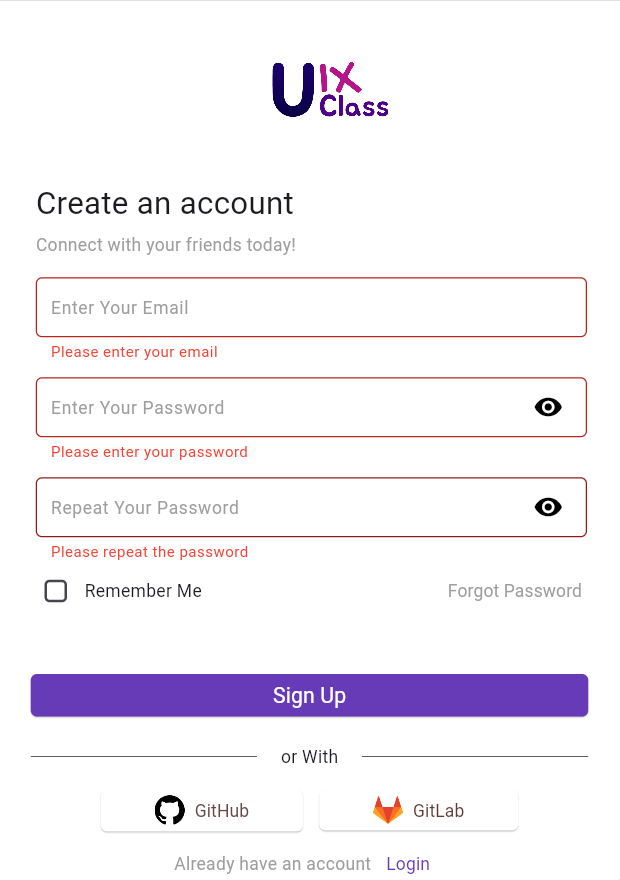 UIX
Class
Create an account
Connect with your friends today!
Enter Your Email
Please enter your email
Enter Your Password
Please enter your password
Repeat Your Password
Please repeat the password
Remember Me Forgot Password
Sign Up
or With
GitHub GitLab
Already have an account Login